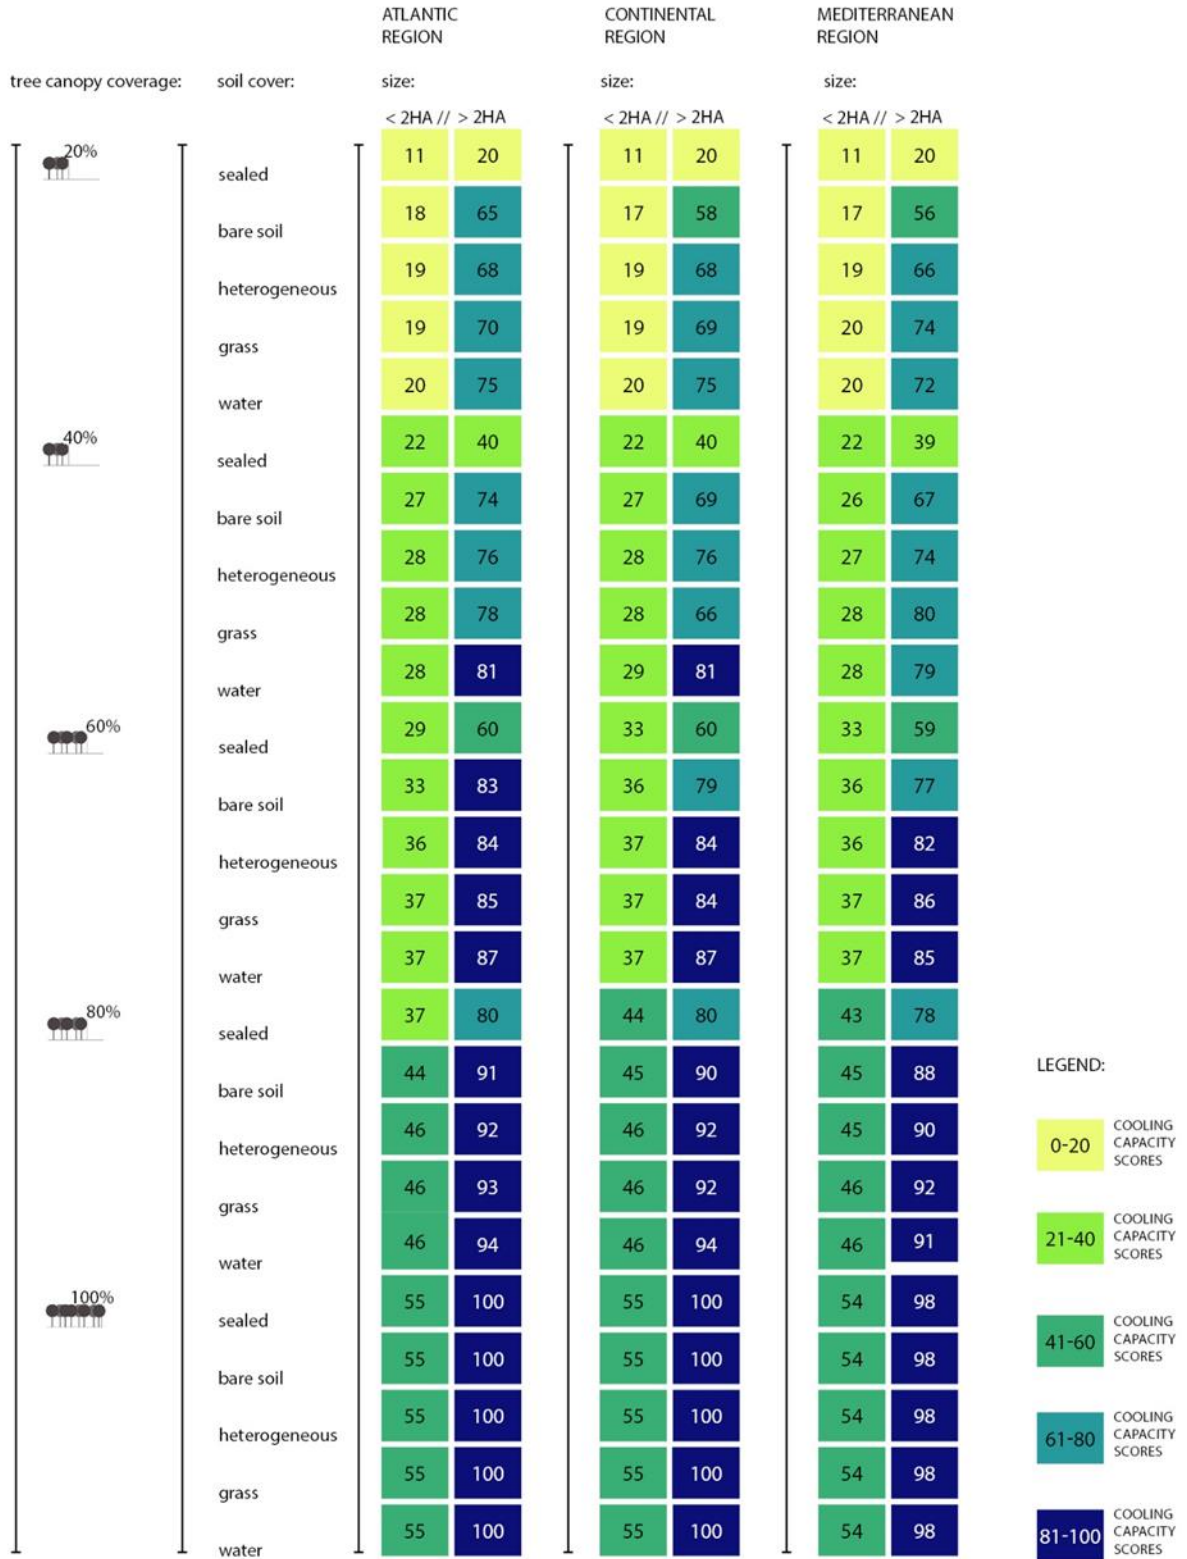 ATLANTIC REGION
CONTINENTAL REGION
MEDITERRANEAN REGION
tree canopy coverage: soil cover: size: size: size:
< 2HA // > 2HA < 2HA // > 2HA < 2HA // > 2HA
20% sealed 11 20 11 20 11 20
bare soil 18 65 17 58 17 56
heterogeneous 19 68 19 68 19 66
grass 19 70 19 69 20 74
water 20 75 20 75 20 72
40% sealed 22 40 22 40 22 39
bare soil 27 74 27 69 26 67
heterogeneous 28 76 28 76 27 74
grass 28 78 28 66 28 80
water 28 81 29 81 28 79
60% sealed 29 60 33 60 33 59
bare soil 33 83 36 79 36 77
heterogeneous 36 84 37 84 36 82
grass 37 85 37 84 37 86
water 37 87 37 87 37 85
80% sealed 37 80 44 80 43 78
bare soil 44 91 45 90 45 88
heterogeneous 46 92 46 92 45 90
grass 46 93 46 92 46 92
water 46 94 46 94 46 91
100% sealed 55 100 55 100 54 98
bare soil 55 100 55 100 54 98
heterogeneous 55 100 55 100 54 98
grass 55 100 55 100 54 98
water 55 100 55 100 54 98
LEGEND:
0-20 COOLING CAPACITY SCORES
21-40 COOLING CAPACITY SCORES
41-60 COOLING CAPACITY SCORES
61-80 COOLING CAPACITY SCORES
81-100 COOLING CAPACITY SCORES